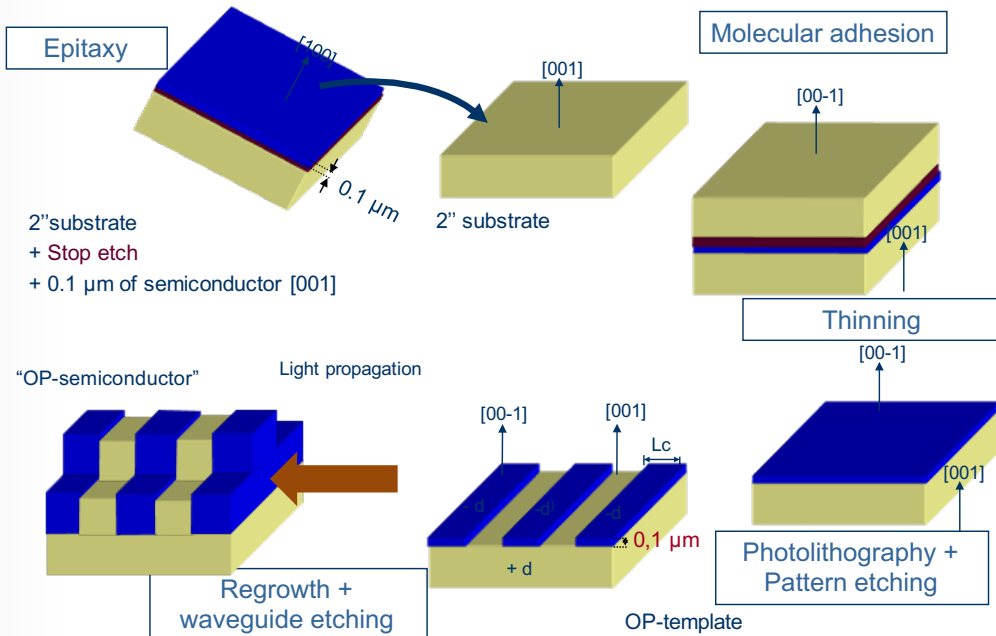 Epitaxy
[100]
0.1 µm
2’’substrate
+ Stop etch
+ 0.1 µm of semiconductor [001]
[001]
2’’ substrate
Molecular adhesion
[00-1]
[001]
Thinning
[00-1]
[001]
Photolithography +
Pattern etching
[00-1]
[001]
Lc
- d
-d)
-d
0,1 µm
+ d
OP-template
“OP-semiconductor”
Light propagation
Regrowth +
waveguide etching